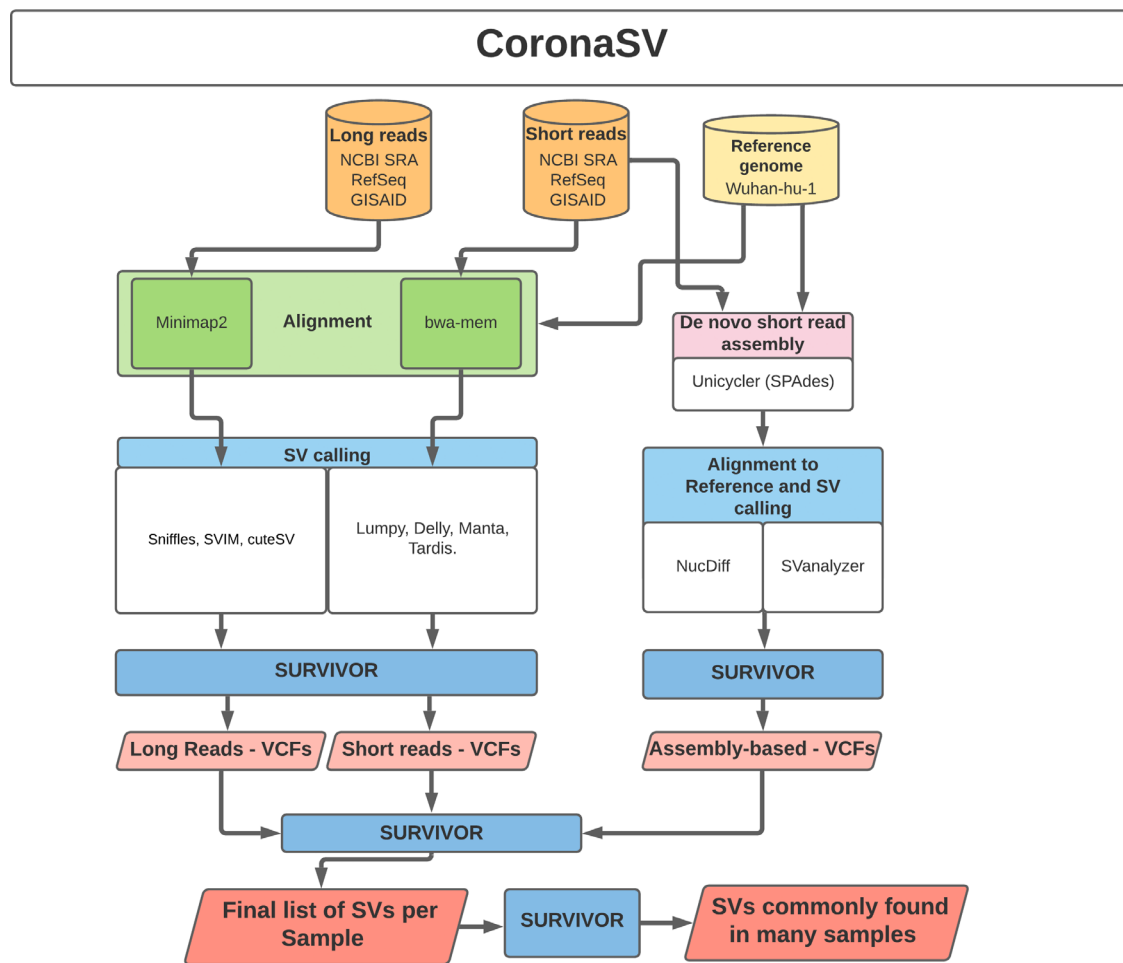 CoronaSV
Long reads
NCBI SRA
RefSeq
GISAID
Short reads
NCBI SRA
RefSeq
GISAID
Reference
genome
Wuhan-hu-1
Minimap2
Alignment
bwa-mem
De novo short read
assembly
Unicycler (SPAdes)
SV calling
Sniffles, SVIM, cuteSV
Lumpy, Delly, Manta,
Tardis.
Alignment to
Reference and SV
calling
NucDiff
SVanalyzer
SURVIVOR
SURVIVOR
Long Reads - VCFs
Short reads - VCFs
Assembly-based - VCFs
SURVIVOR
Final list of SVs per
Sample
SURVIVOR
SVs commonly found
in many samples